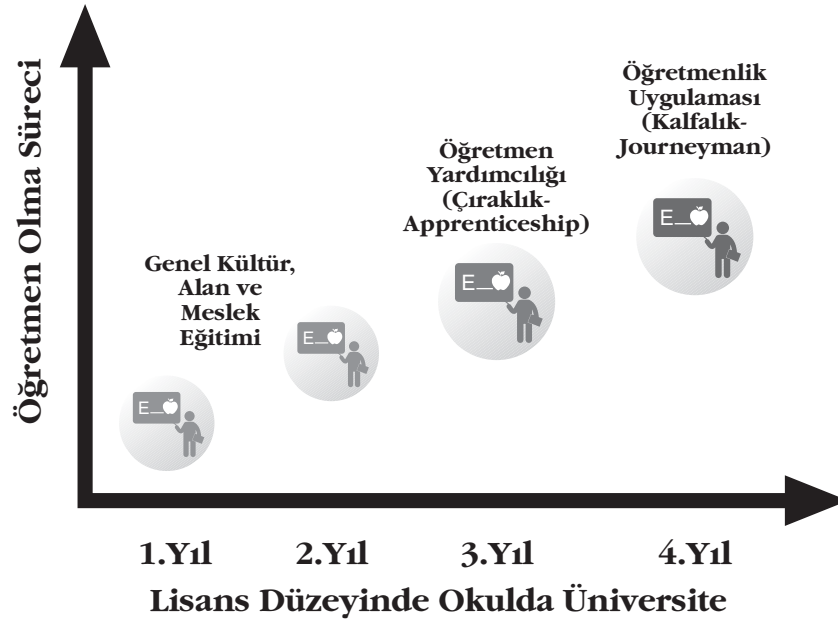 Öğretmen Olma Süreci
Öğretmenlik
Uygulaması
(Kalfalık-
Journeyman)
Öğretmen
Yardımcılığı
(Çıraklık-
Apprenticeship)
Genel Kültür,
Alan ve
Meslek
Eğitimi
E_
E_
E_
E_
1.Yıl 2.Yıl 3.Yıl 4.Yıl
Lisans Düzeyinde Okulda Üniversite